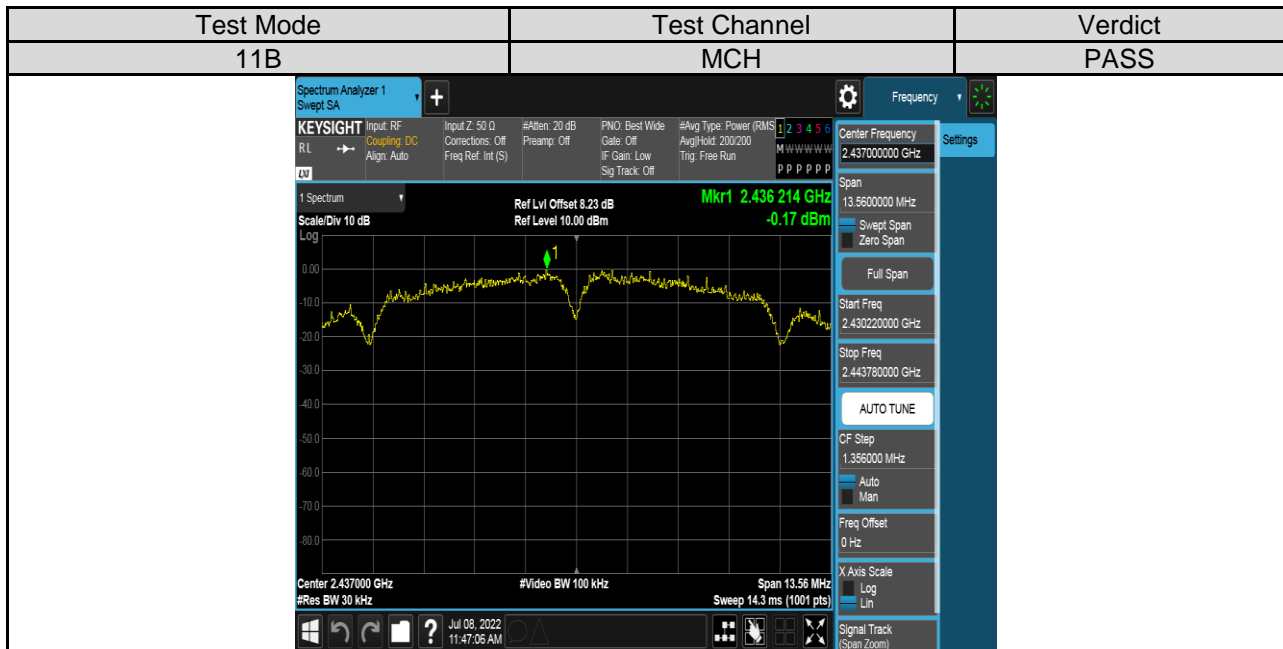 Test Mode Test Channel Verdict
11B MCH PASS
Spectrum Analyzer 1
Swept SA
+
Frequency
KEYSIGHT
RL
LXI
Input: RF
Coupling: DC
Align: Auto
Input Z: 50 Ω
Corrections: Off
Freq Ref: Int (S)
#Atten: 20 dB
Preamp: Off
PNO: Best Wide
Gate: Off
IF Gain: Low
Sig Track: Off
#Avg Type: Power (RMS
Avg|Hold: 200/200
Trig: Free Run
1 2 3 4 5 6
M W W W W W
P P P P P P
1 Spectrum
Scale/Div 10 dB
Ref Lvl Offset 8.23 dB
Ref Level 10.00 dBm
Mkr1 2.436 214 GHz
-0.17 dBm
Log
1
0.00
-10.0
-20.0
-30.0
-40.0
-50.0
-60.0
-70.0
-80.0
Center 2.437000 GHz
#Res BW 30 kHz
#Video BW 100 kHz
Span 13.56 MHz
Sweep 14.3 ms (1001 pts)
?
Jul 08, 2022
11:47:06 AM
Center Frequency
2.437000000 GHz
Settings
Span
13.5600000 MHz
Swept Span
Zero Span
Full Span
Start Freq
2.430220000 GHz
Stop Freq
2.443780000 GHz
AUTO TUNE
CF Step
1.356000 MHz
Auto
Man
Freq Offset
0 Hz
X Axis Scale
Log
Lin
Signal Track
(Span Zoom)